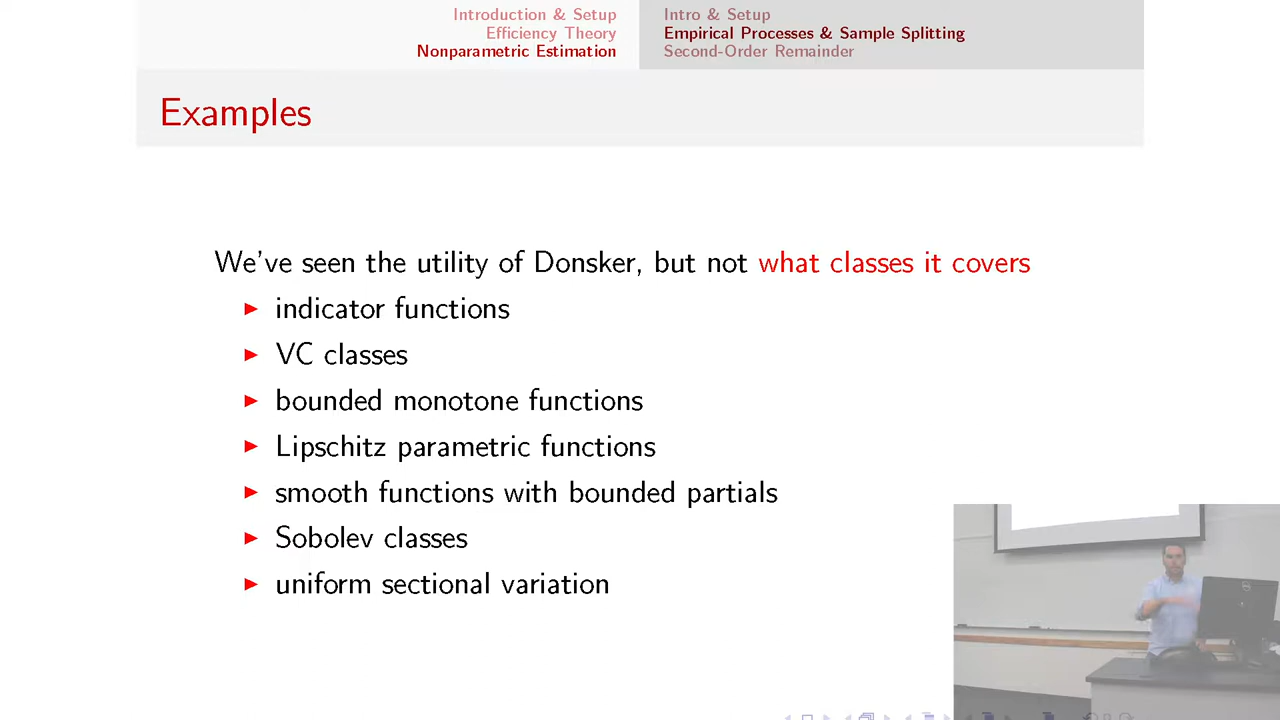 Introduction & Setup
Efficiency Theory
Nonparametric Estimation
Intro & Setup
Empirical Processes & Sample Splitting
Second-Order Remainder
Examples
We've seen the utility of Donsker, but not what classes it covers
indicator functions
VC classes
bounded monotone functions
Lipschitz parametric functions
smooth functions with bounded partials
Sobolev classes
uniform sectional variation